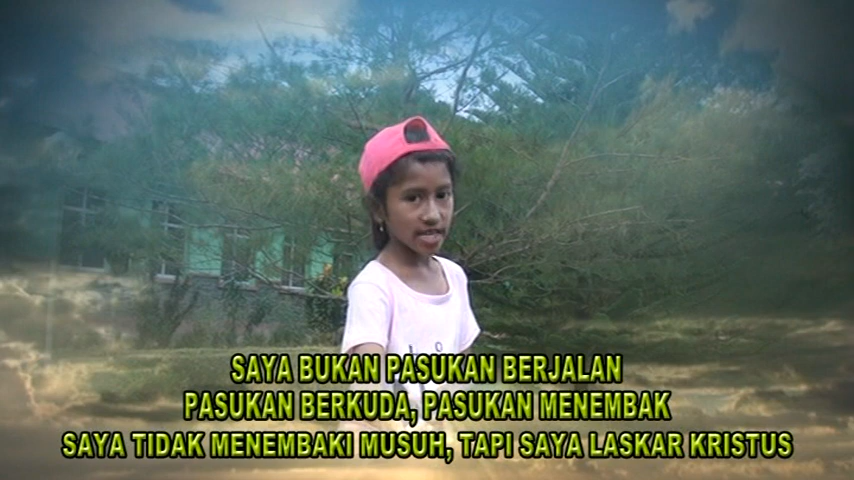 SAYA BUKAN PASUKAN BERJALAN
PASUKAN BERKUDA, PASUKAN MENEMBAK
SAYA TIDAK MENEMBAKI MUSUH, TAPI SAYA LASKAR KRISTUS